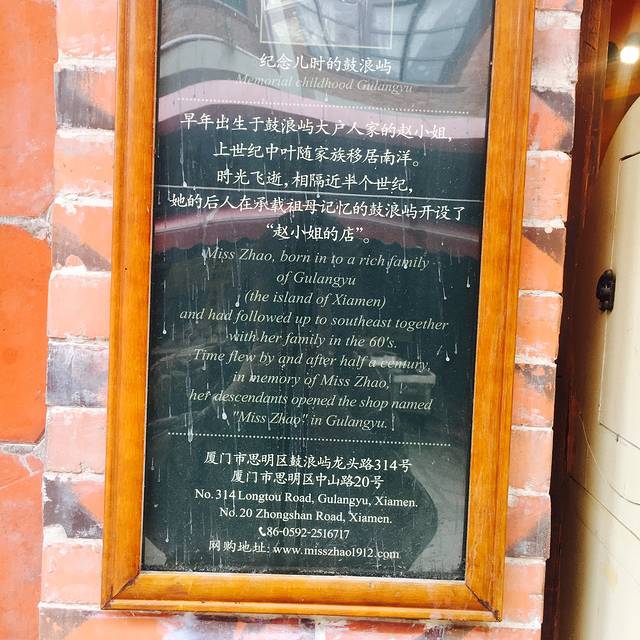 纪念儿时的鼓浪屿
Memorial childhood Gulangyu
早年出生于鼓浪屿大户人家的赵小姐,
上世纪中叶随家族移居南洋。
时光飞逝,相隔近半个世纪,
她的后人在承载祖母记忆的鼓浪屿开设了
“赵小姐的店”。
Miss Zhao, born in to a rich family
of Gulangyu
(the island of Xiamen)
and had followed up to southeast together
with her family in the 60's.
Time flew by and after half a century,
in memory of Miss Zhao,
her descendants opened the shop named
"Miss Zhao" in Gulangyu.
厦门市思明区鼓浪屿龙头路314号
厦门市思明区中山路20号
No. 314 Longtou Road, Gulangyu, Xiamen.
No. 20 Zhongshan Road, Xiamen.
86-0592-2516717
网购地址: www.misszhao1912.com